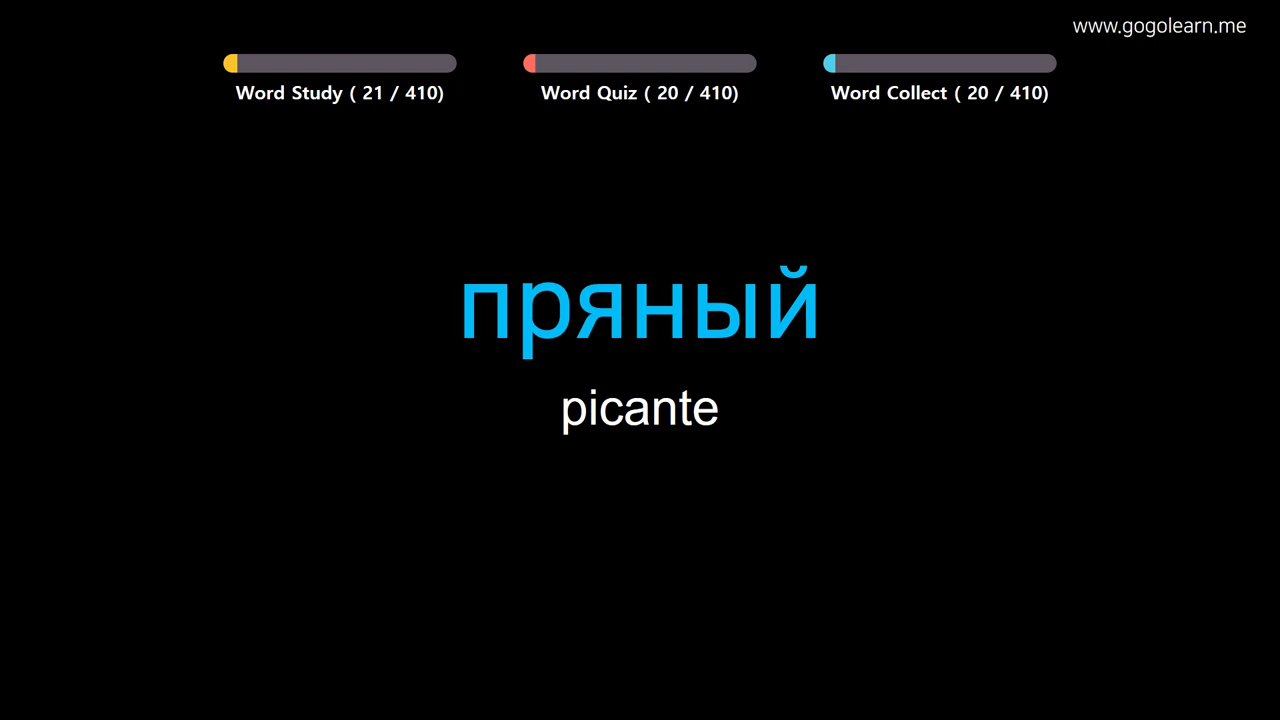 www.gogolearn.me
Word Study ( 21 / 410)
Word Quiz ( 20 / 410)
Word Collect ( 20 / 410)
пряный
picante